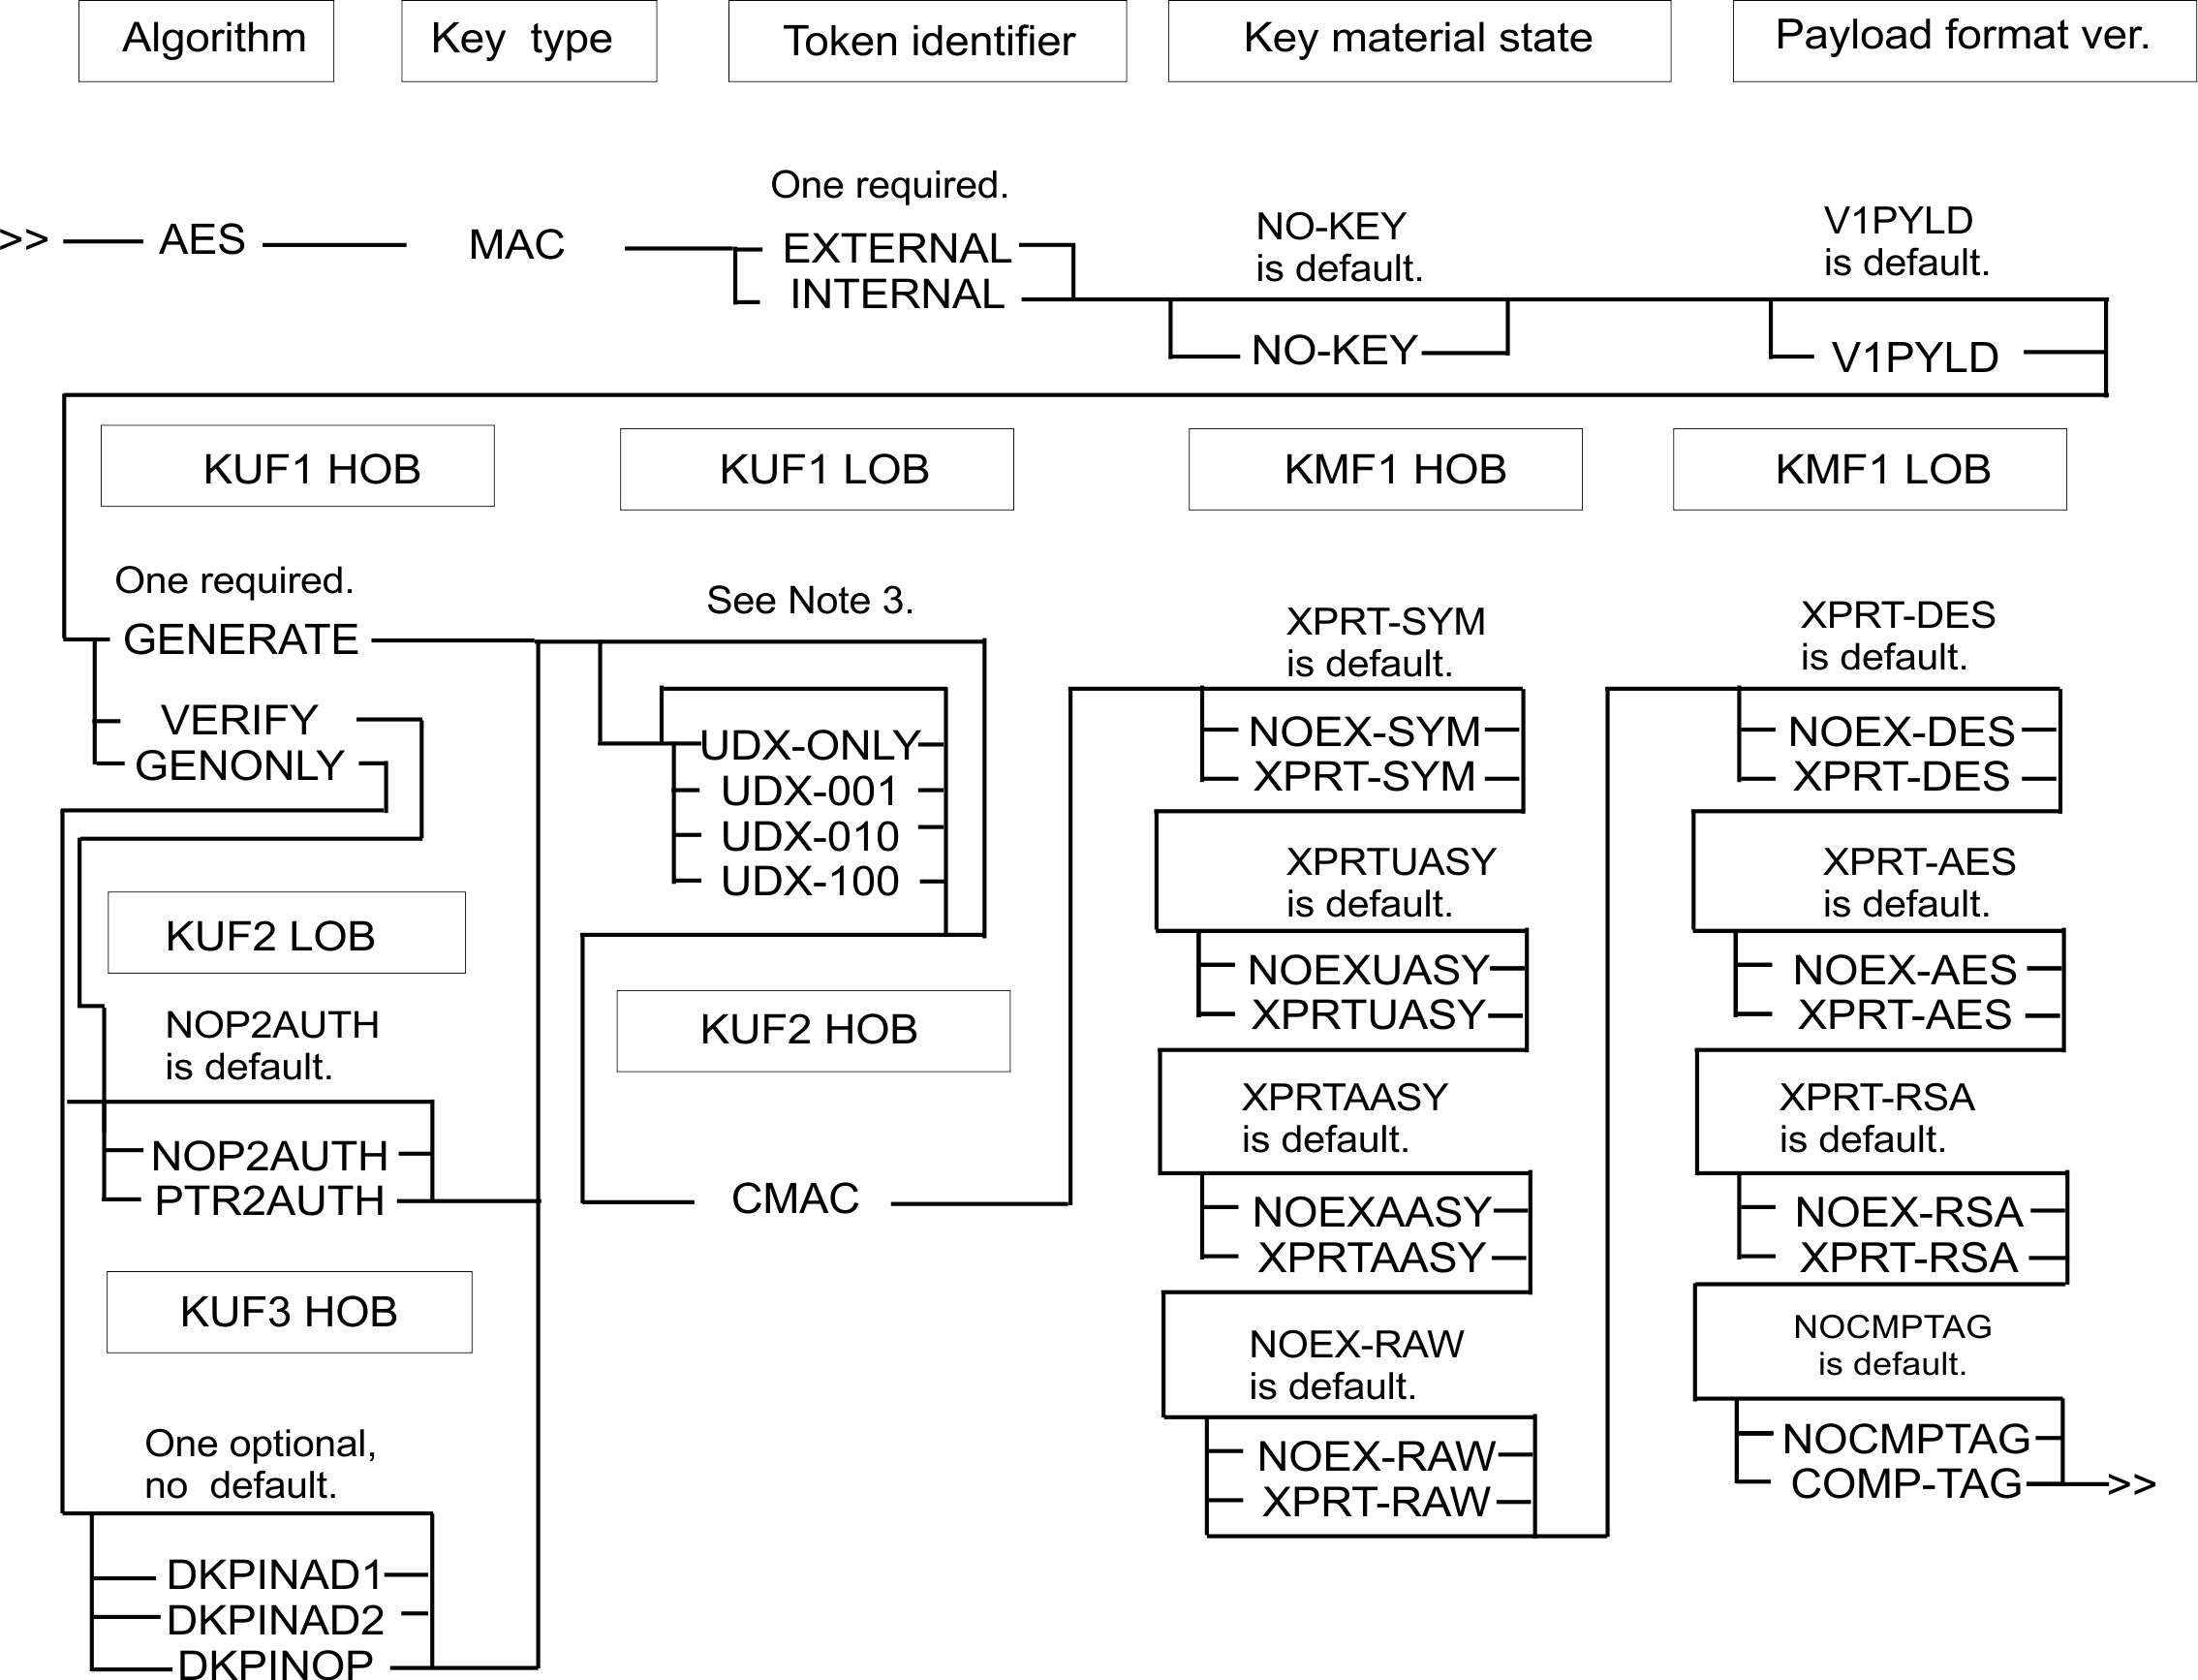 Algorithm
Key type
Token identifier
Key material state
Payload format ver.
One required.
>> AES
MAC
EXTERNAL
INTERNAL
NO-KEY
is default.
NO-KEY
V1PYLD
is default.
V1PYLD
KUF1 HOB
KUF1 LOB
KMF1 HOB
KMF1 LOB
One required.
GENERATE
VERIFY
GENONLY
KUF2 LOB
NOP2AUTH
is default.
NOP2AUTH
PTR2AUTH
KUF3 HOB
One optional,
no default.
DKPINAD1
DKPINAD2
DKPINOP
See Note 3.
UDX-ONLY
UDX-001
UDX-010
UDX-100
KUF2 HOB
CMAC
XPRT-SYM
is default.
NOEX-SYM
XPRT-SYM
XPRTUASY
is default.
NOEXUASY
XPRTUASY
XPRTAASY
is default.
NOEXAASY
XPRTAASY
NOEX-RAW
is default.
NOEX-RAW
XPRT-RAW
XPRT-DES
is default.
NOEX-DES
XPRT-DES
XPRT-AES
is default.
NOEX-AES
XPRT-AES
XPRT-RSA
is default.
NOEX-RSA
XPRT-RSA
NOCMPTAG
is default.
NOCMPTAG
COMP-TAG >>